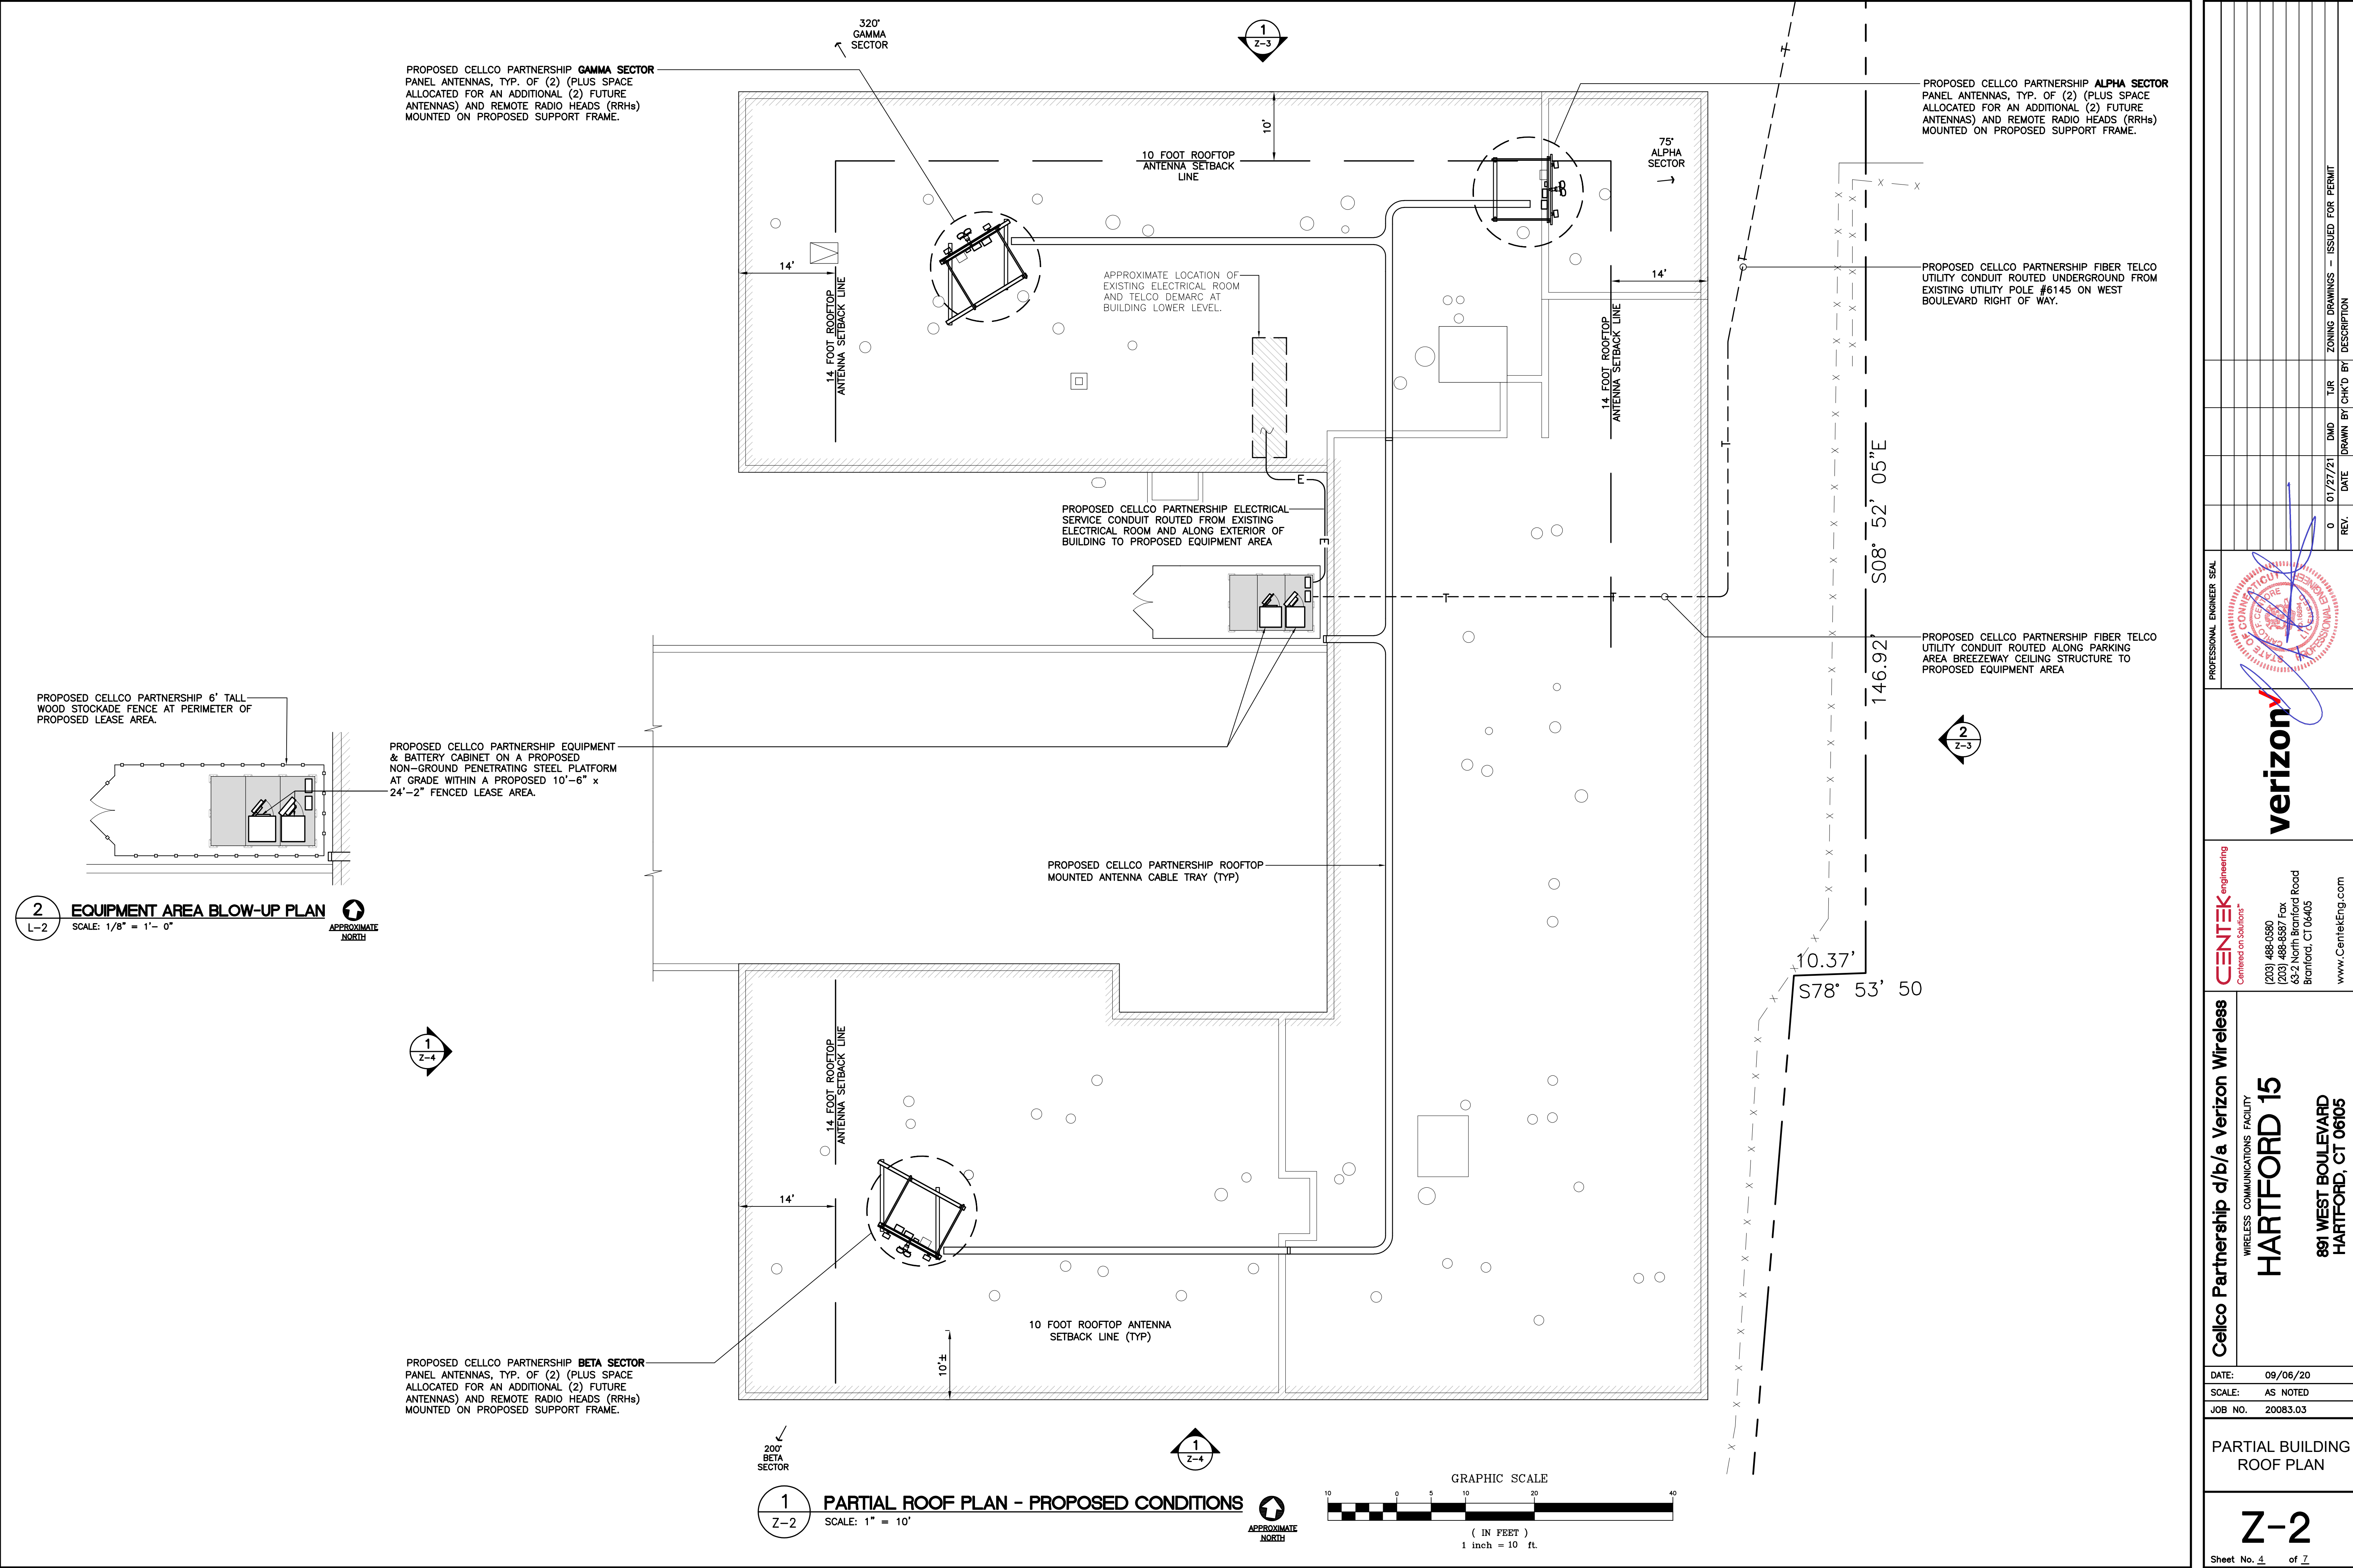 320°
GAMMA
SECTOR
1
Z-3
PROPOSED CELLCO PARTNERSHIP GAMMA SECTOR
PANEL ANTENNAS, TYP. OF (2) (PLUS SPACE
ALLOCATED FOR AN ADDITIONAL (2) FUTURE
ANTENNAS) AND REMOTE RADIO HEADS (RRHs)
MOUNTED ON PROPOSED SUPPORT FRAME.
PROPOSED CELLCO PARTNERSHIP ALPHA SECTOR
PANEL ANTENNAS, TYP. OF (2) (PLUS SPACE
ALLOCATED FOR AN ADDITIONAL (2) FUTURE
ANTENNAS) AND REMOTE RADIO HEADS (RRHs)
MOUNTED ON PROPOSED SUPPORT FRAME.
10'
10 FOOT ROOFTOP
ANTENNA SETBACK
LINE
75°
ALPHA
SECTOR
14'
14 FOOT ROOFTOP
ANTENNA SETBACK LINE
APPROXIMATE LOCATION OF
EXISTING ELECTRICAL ROOM
AND TELCO DEMARC AT
BUILDING LOWER LEVEL.
14'
14 FOOT ROOFTOP
ANTENNA SETBACK LINE
PROPOSED CELLCO PARTNERSHIP FIBER TELCO
UTILITY CONDUIT ROUTED UNDERGROUND FROM
EXISTING UTILITY POLE #6145 ON WEST
BOULEVARD RIGHT OF WAY.
T
T
T
X
X
E
E
T
T
PROPOSED CELLCO PARTNERSHIP ELECTRICAL
SERVICE CONDUIT ROUTED FROM EXISTING
ELECTRICAL ROOM AND ALONG EXTERIOR OF
BUILDING TO PROPOSED EQUIPMENT AREA
146.92' S08° 52' 05"E
PROPOSED CELLCO PARTNERSHIP FIBER TELCO
UTILITY CONDUIT ROUTED ALONG PARKING
AREA BREEZEWAY CEILING STRUCTURE TO
PROPOSED EQUIPMENT AREA
2
Z-3
PROPOSED CELLCO PARTNERSHIP 6' TALL
WOOD STOCKADE FENCE AT PERIMETER OF
PROPOSED LEASE AREA.
PROPOSED CELLCO PARTNERSHIP EQUIPMENT
& BATTERY CABINET ON A PROPOSED
NON-GROUND PENETRATING STEEL PLATFORM
AT GRADE WITHIN A PROPOSED 10'-6" x
24'-2" FENCED LEASE AREA.
PROPOSED CELLCO PARTNERSHIP ROOFTOP
MOUNTED ANTENNA CABLE TRAY (TYP)
2
L-2
EQUIPMENT AREA BLOW-UP PLAN
SCALE: 1/8" = 1'- 0"
APPROXIMATE
NORTH
10.37'
S78° 53' 50
1
Z-4
14 FOOT ROOFTOP
ANTENNA SETBACK LINE
14'
10 FOOT ROOFTOP ANTENNA
SETBACK LINE (TYP)
10'±
PROPOSED CELLCO PARTNERSHIP BETA SECTOR
PANEL ANTENNAS, TYP. OF (2) (PLUS SPACE
ALLOCATED FOR AN ADDITIONAL (2) FUTURE
ANTENNAS) AND REMOTE RADIO HEADS (RRHs)
MOUNTED ON PROPOSED SUPPORT FRAME.
200°
BETA
SECTOR
1
Z-4
1
Z-2
PARTIAL ROOF PLAN - PROPOSED CONDITIONS
SCALE: 1" = 10'
APPROXIMATE
NORTH
GRAPHIC SCALE
10 0 5 10 20 40
( IN FEET )
1 inch = 10 ft.
0 01/27/21 DMD TJR ZONING DRAWINGS - ISSUED FOR PERMIT
REV. DATE DRAWN BY CHK'D BY DESCRIPTION
PROFESSIONAL ENGINEER SEAL
STATE OF CONNECTICUT
PROFESSIONAL ENGINEER
verizon
CENTEK engineering
Centered on Solutions™
(203) 488-0580
(203) 488-8587 Fax
63-2 North Branford Road
Branford, CT 06405
www.CentekEng.com
Cellco Partnership d/b/a Verizon Wireless
WIRELESS COMMUNICATIONS FACILITY
HARTFORD 15
891 WEST BOULEVARD
HARTFORD, CT 06105
DATE: 09/06/20
SCALE: AS NOTED
JOB NO. 20083.03
PARTIAL BUILDING
ROOF PLAN
Z-2
Sheet No. 4 of 7